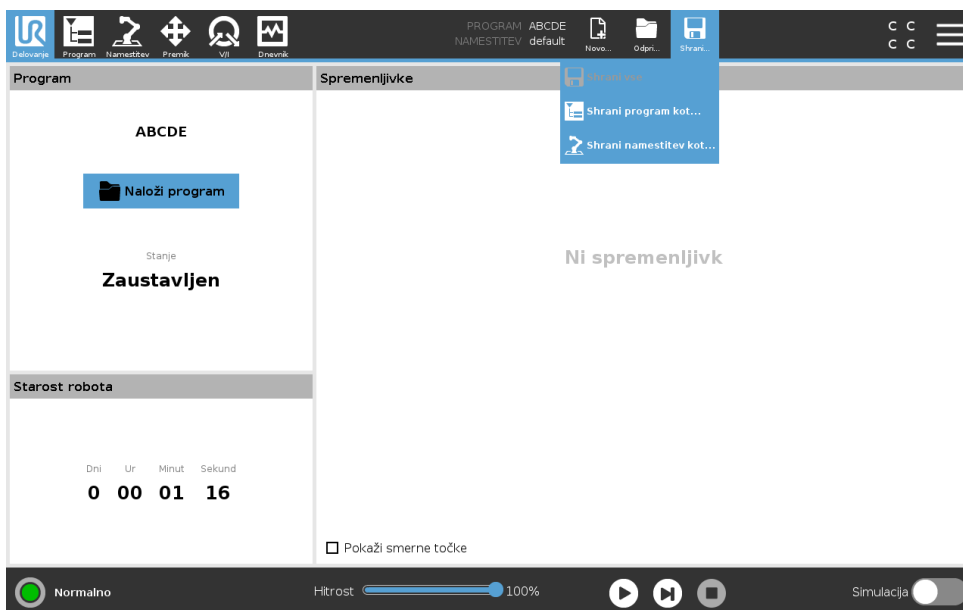 PROGRAM ABCDE
NAMESTITEV default
Delovanje Program Namestitev Premik V/I Dnevnik
Novo... Odpri... Shrani...
C C
C C
Program
Spremenljivke
Shrani vse
Shrani program kot...
Shrani namestitev kot...
ABCDE
Naloži program
Stanje
Zaustavljen
Ni spremenljivk
Starost robota
Dni Ur Minut Sekund
0 00 01 16
Pokaži smerne točke
Normalno
Hitrost 100%
Simulacija